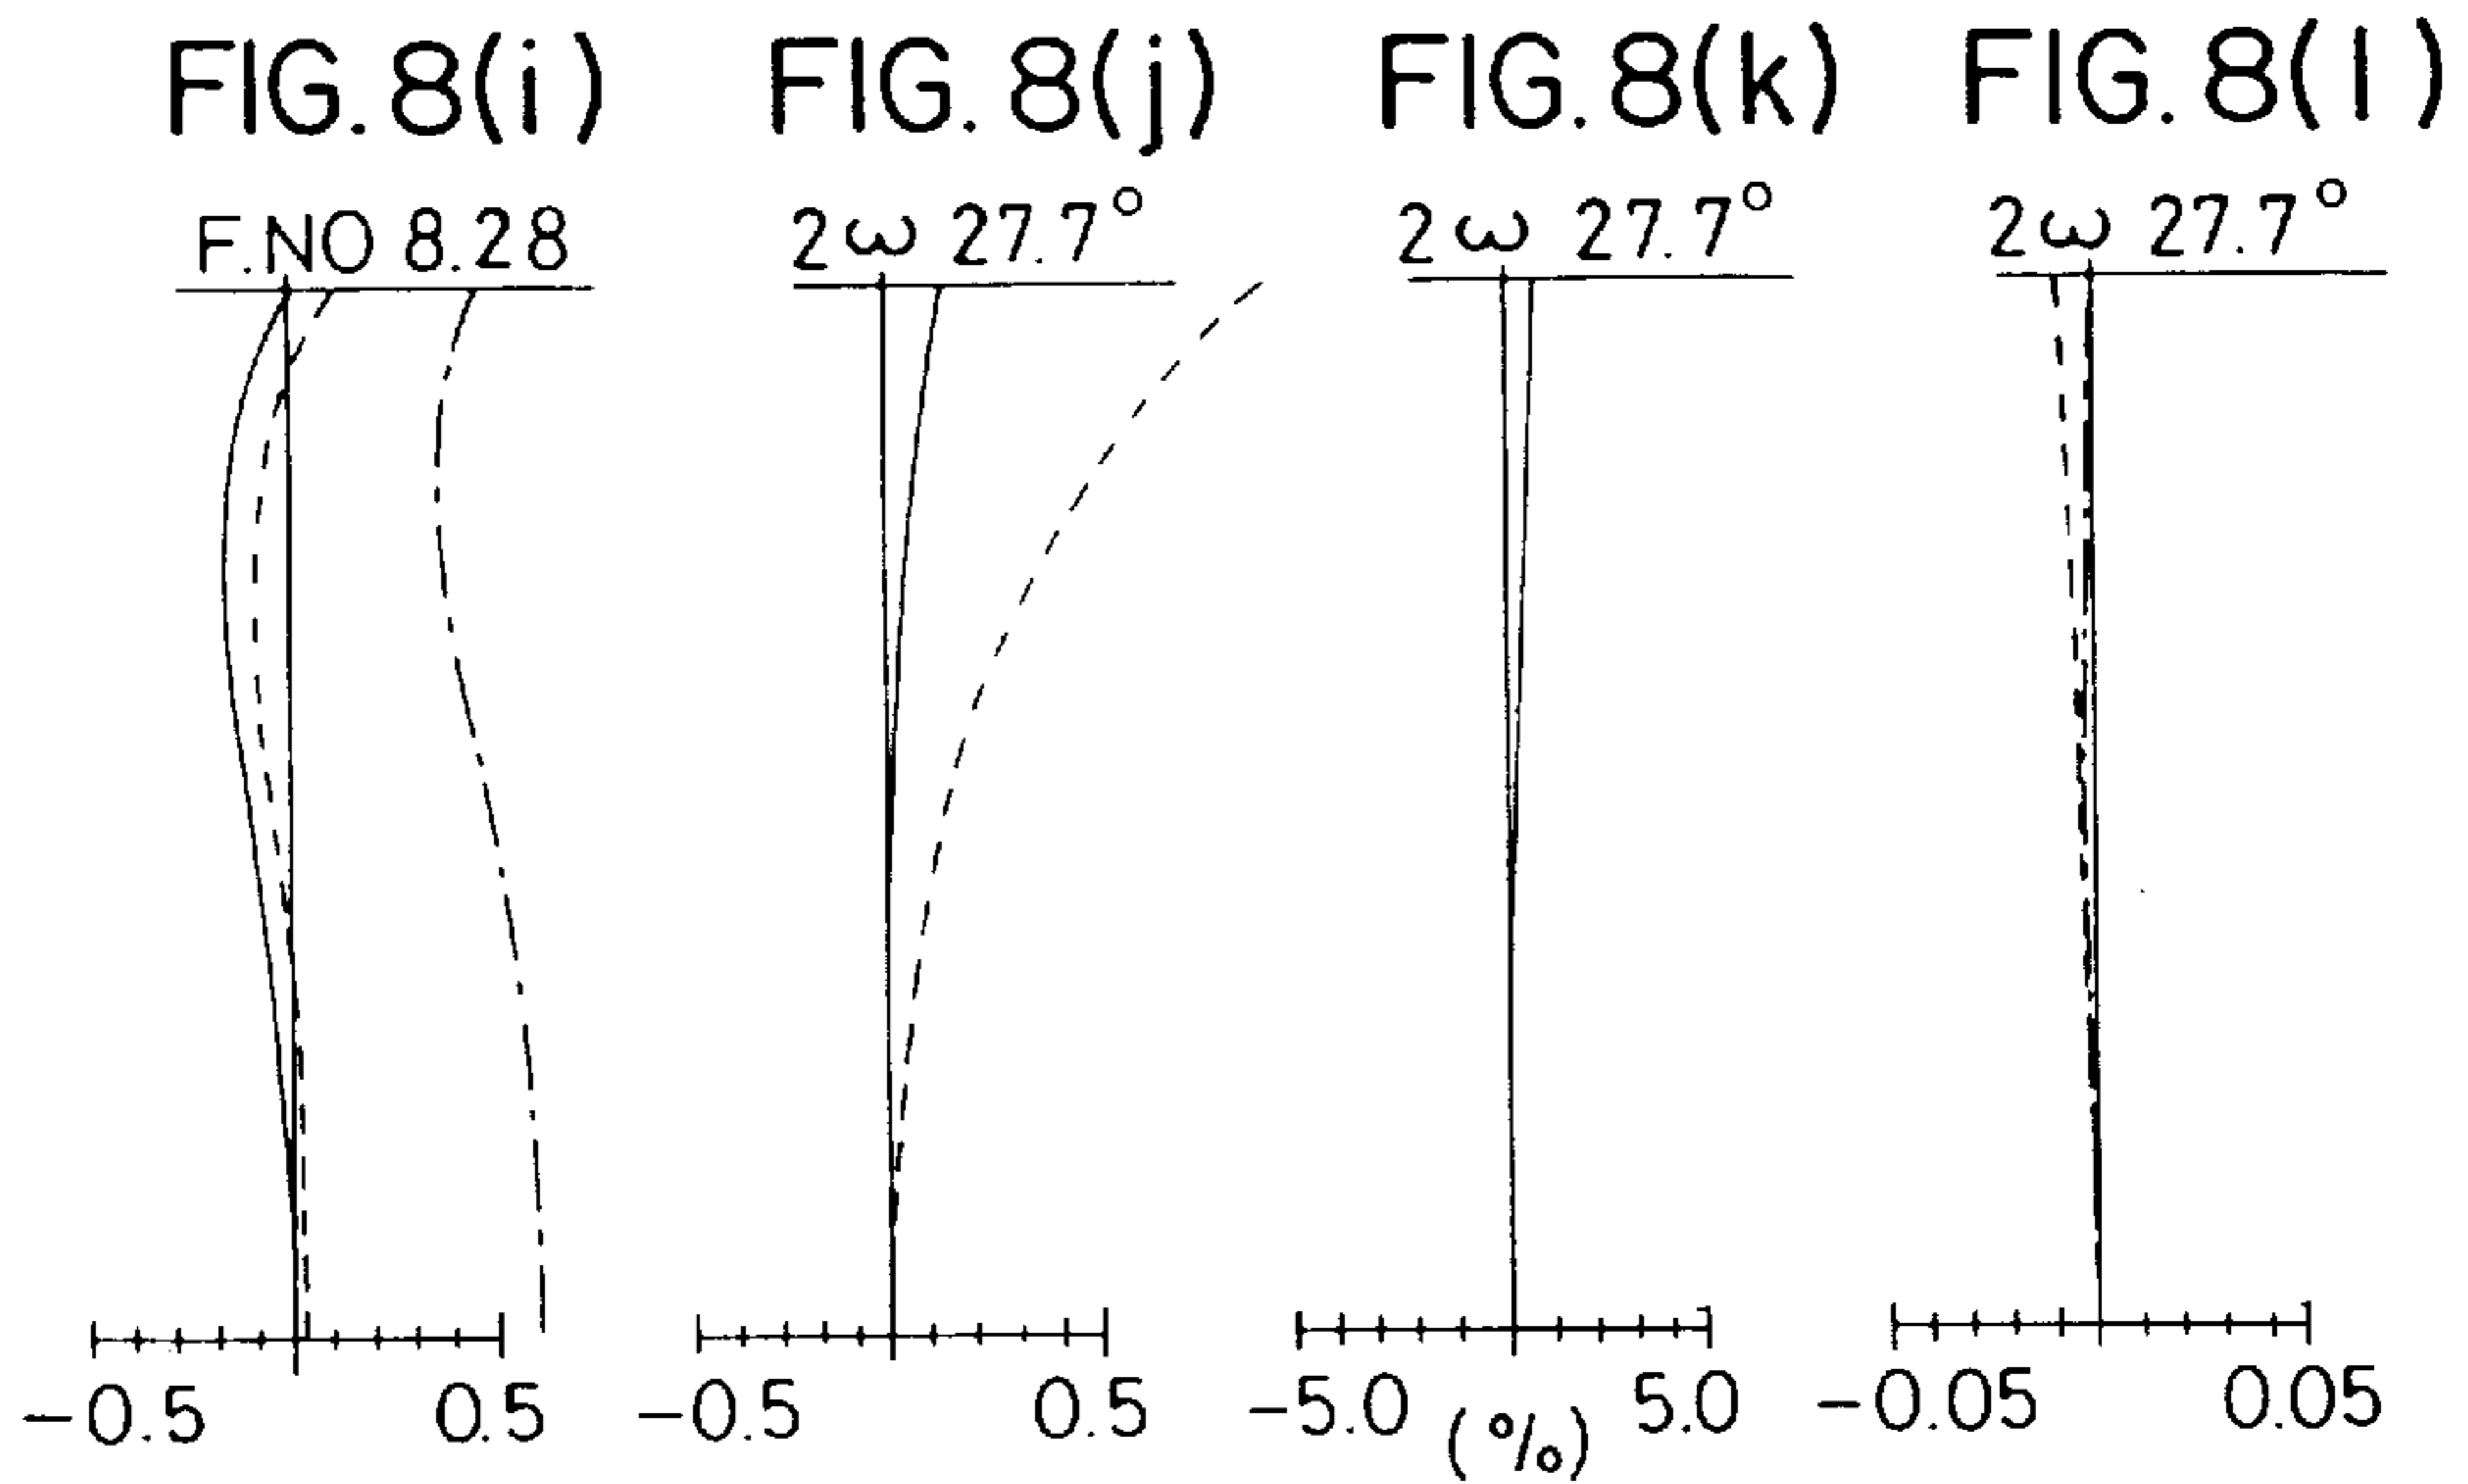 FIG. 8(i)
FIG. 8(j)
FIG. 8(k)
FIG. 8(l)
F.NO 8.28
2ω 27.7°
2ω 27.7°
2ω 27.7°
-0.5 0.5
-0.5 0.5
-5.0 (%) 5.0
-0.05 0.05